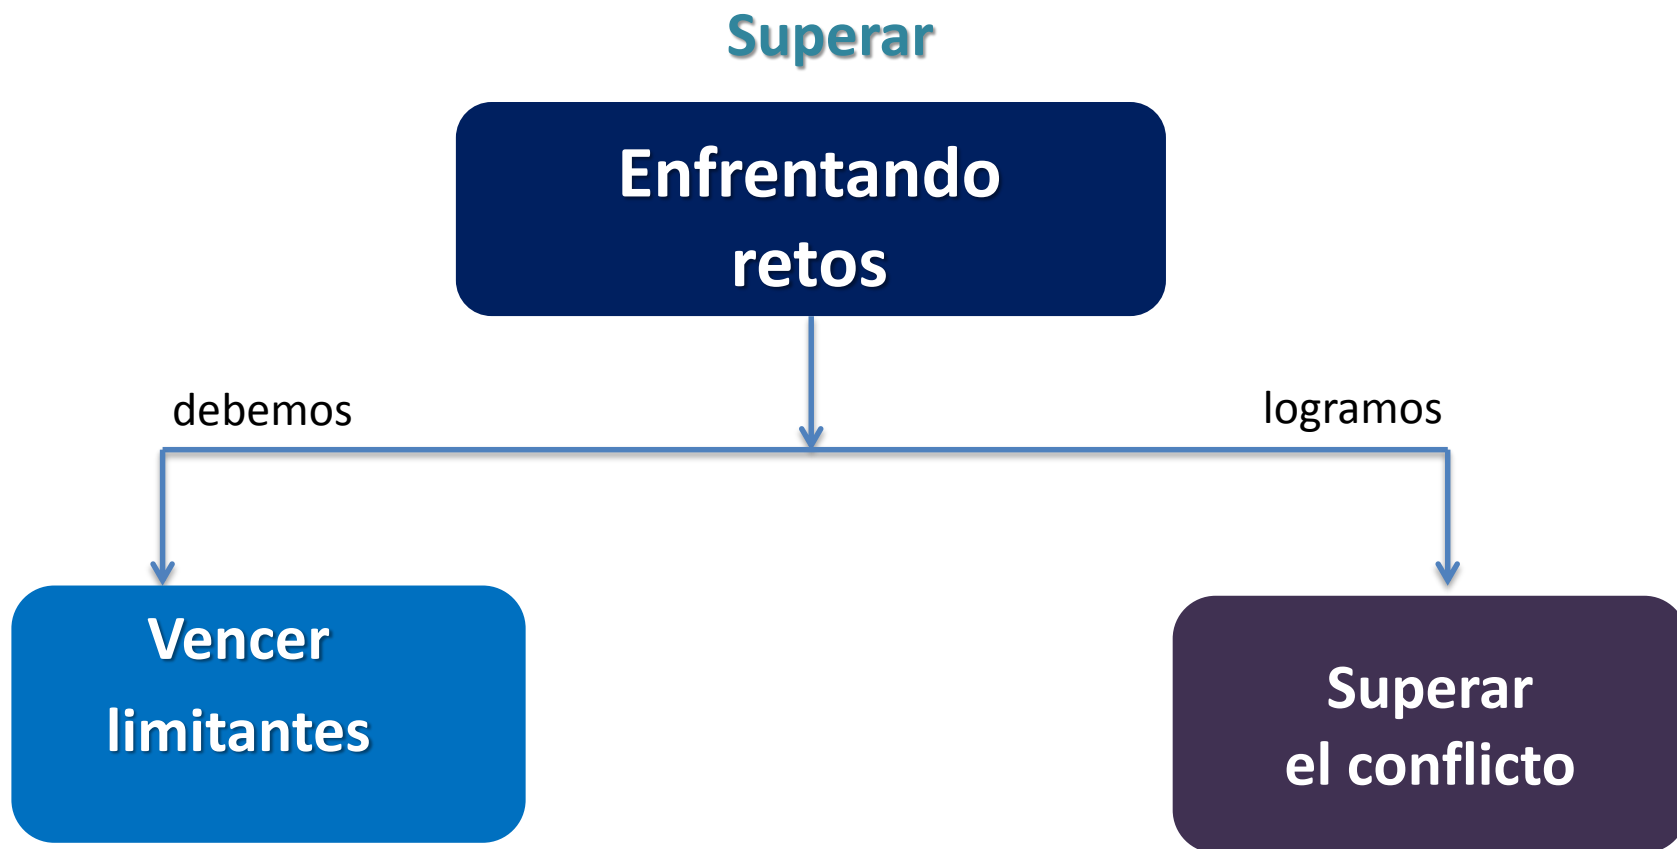 Superar
Enfrentando
retos
debemos
logramos
Vencer
limitantes
Superar
el conflicto